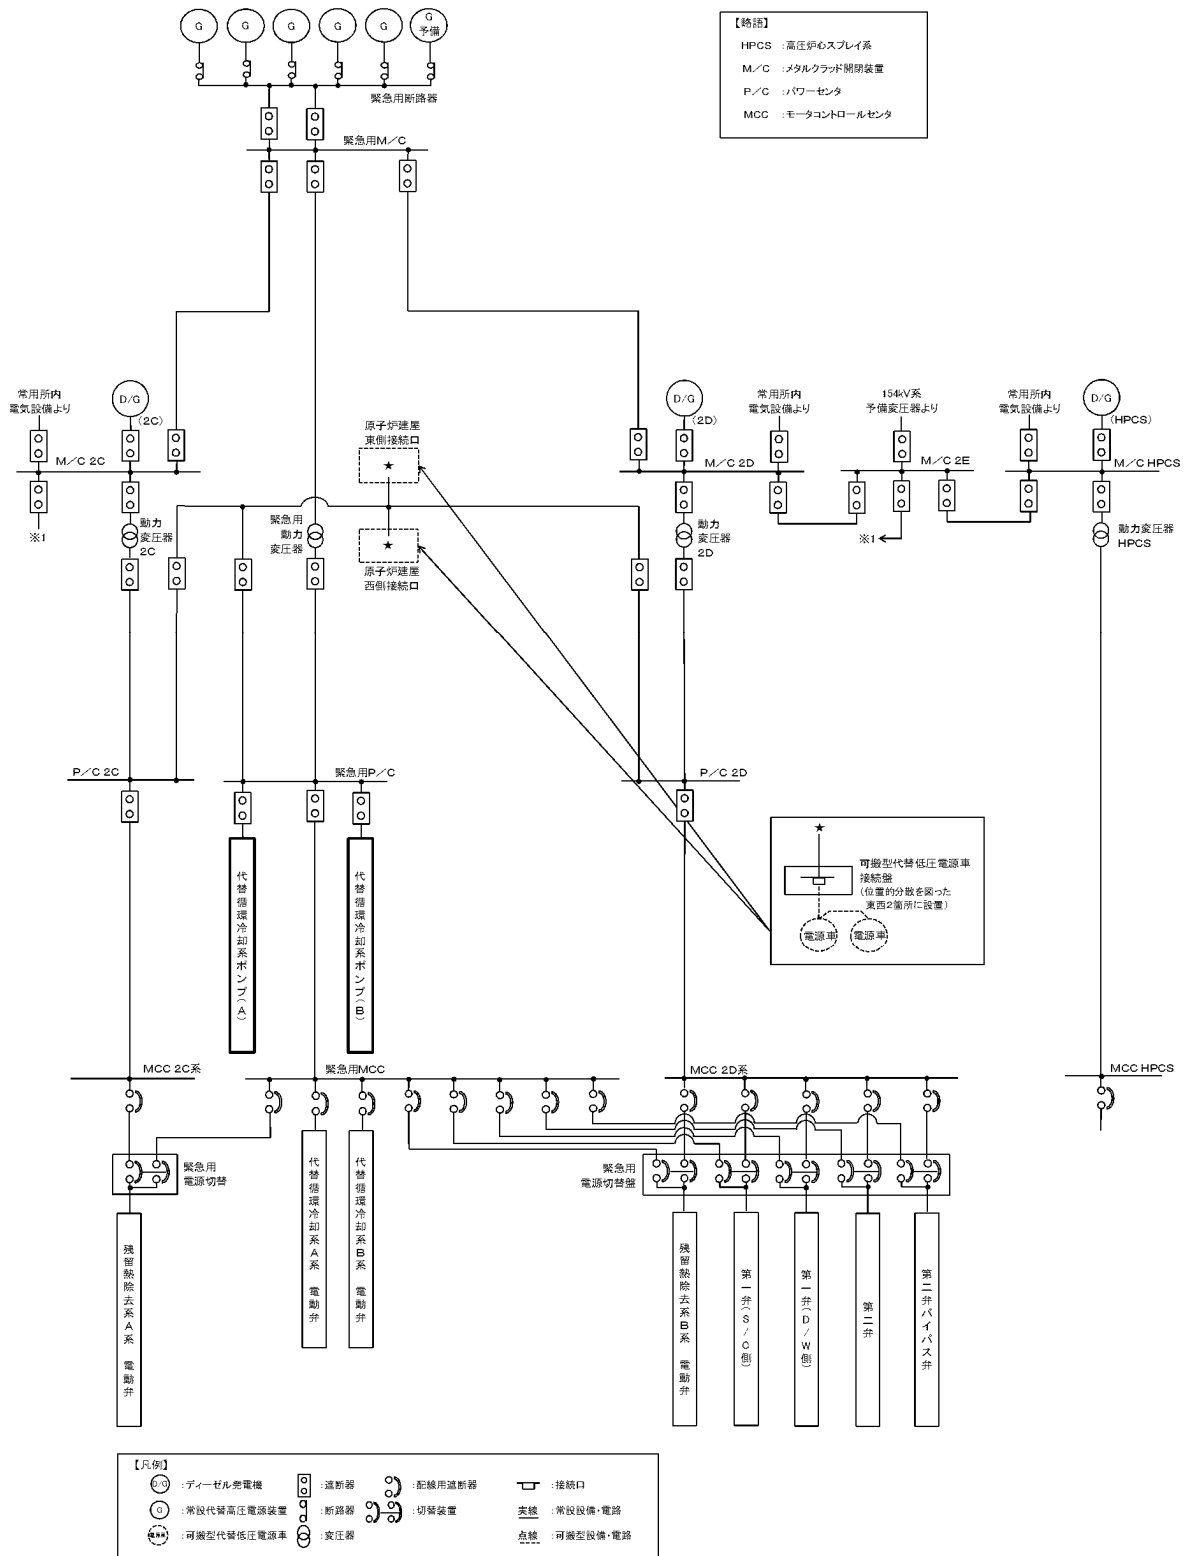 G
G
G
G
G
G
予備
緊急用断路器
緊急用M/C
【略語】
HPCS :高圧炉心スプレイ系
M/C :メタルクラッド開閉装置
P/C :パワーセンタ
MCC :モータコントロールセンタ
常用所内
電気設備より
D/G
(2C)
M/C 2C
※1
動力
変圧器
2C
原子炉建屋
東側接続口
★
★
原子炉建屋
西側接続口
緊急用
動力
変圧器
D/G
(2D)
M/C 2D
動力
変圧器
2D
常用所内
電気設備より
154kV系
予備変圧器より
M/C 2E
※1
常用所内
電気設備より
D/G
(HPCS)
M/C HPCS
動力変圧器
HPCS
P/C 2C
緊急用P/C
P/C 2D
代替循環冷却系ポンプ(A)
代替循環冷却系ポンプ(B)
★
可搬型代替低圧電源車
接続盤
(位置的分散を図った
東西2箇所に設置)
電源車
電源車
MCC 2C系
緊急用MCC
MCC 2D系
MCC HPCS
緊急用
電源切替
緊急用
電源切替盤
残留熱除去系A系 電動弁
代替循環冷却系A系 電動弁
代替循環冷却系B系 電動弁
残留熱除去系B系 電動弁
第一弁(S/C側)
第一弁(D/W側)
第二弁
第二弁バイパス弁
【凡例】
D/G :ディーゼル発電機
:遮断器
:配線用遮断器
:接続口
G :常設代替高圧電源装置
:断路器
:切替装置
実線 :常設設備・電路
電源車 :可搬型代替低圧電源車
:変圧器
点線 :可搬型設備・電路